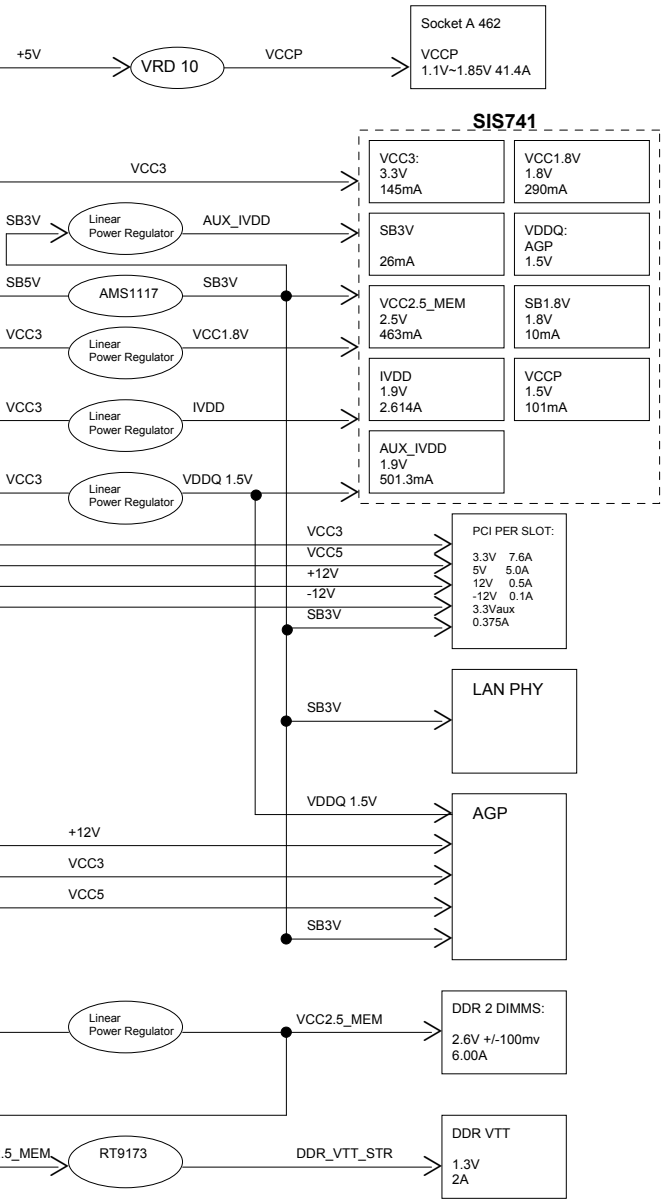 Socket A 462
+5V
VRD 10
VCCP
VCCP
1.1V~1.85V 41.4A
SIS741
VCC3
VCC3:
3.3V
145mA
VCC1.8V
1.8V
290mA
SB3V
Linear
Power Regulator
AUX_IVDD
SB3V
26mA
VDDQ:
AGP
1.5V
SB5V
AMS1117
SB3V
VCC2.5_MEM
2.5V
463mA
SB1.8V
1.8V
10mA
VCC3
Linear
Power Regulator
VCC1.8V
IVDD
1.9V
2.614A
VCCP
1.5V
101mA
VCC3
Linear
Power Regulator
IVDD
AUX_IVDD
1.9V
501.3mA
VCC3
Linear
Power Regulator
VDDQ 1.5V
VCC3
VCC5
+12V
-12V
SB3V
PCI PER SLOT:
3.3V 7.6A
5V 5.0A
12V 0.5A
-12V 0.1A
3.3Vaux
0.375A
LAN PHY
SB3V
VDDQ 1.5V
AGP
+12V
VCC3
VCC5
SB3V
Linear
Power Regulator
VCC2.5_MEM
DDR 2 DIMMS:
2.6V +/-100mv
6.00A
.5_MEM
RT9173
DDR_VTT_STR
DDR VTT
1.3V
2A